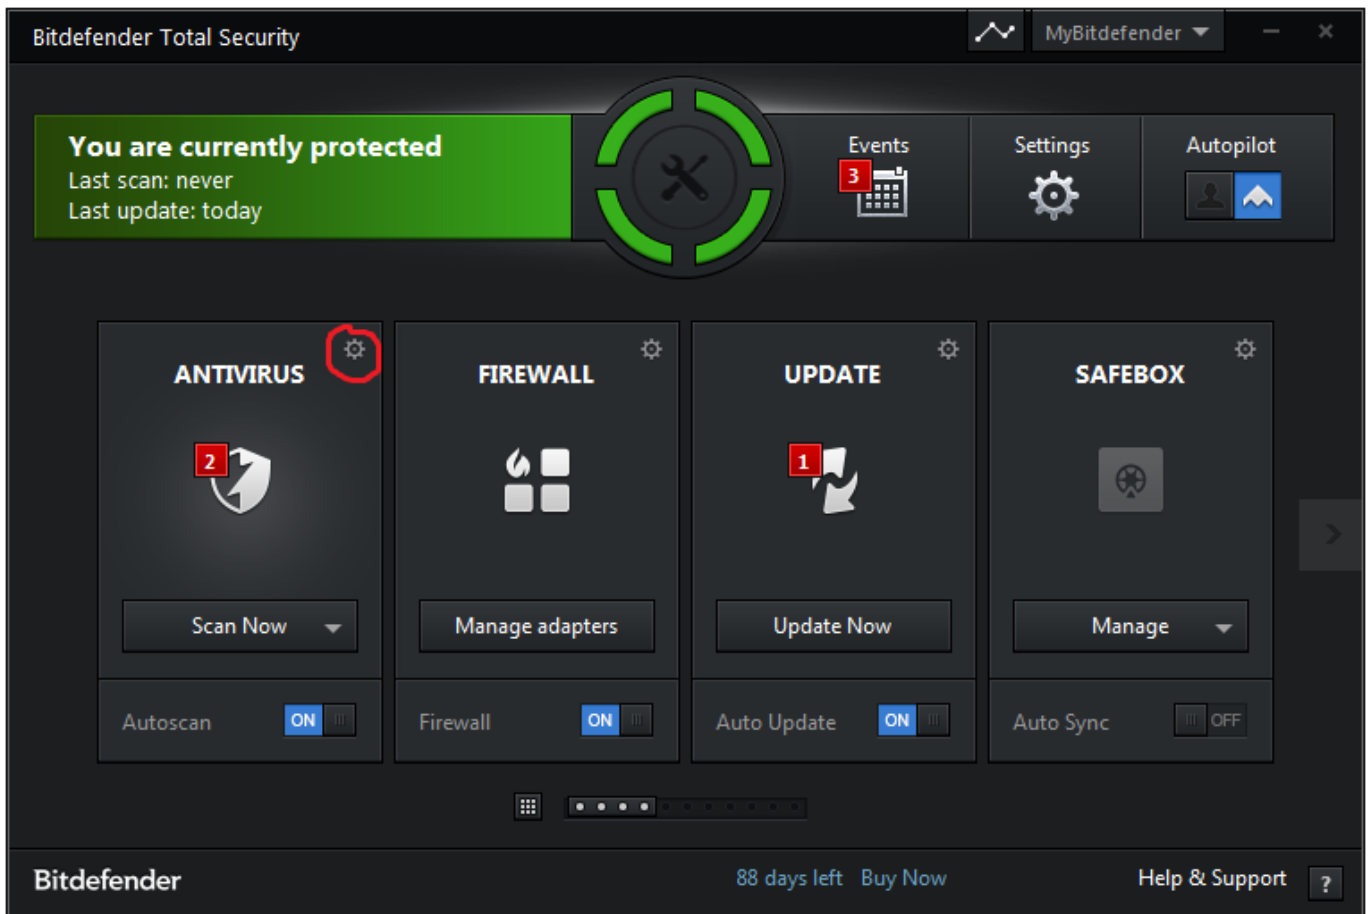 Bitdefender Total Security
MyBitdefender
You are currently protected
Last scan: never
Last update: today
Events
3
Settings
Autopilot
ANTIVIRUS
2
Scan Now
Autoscan
ON
FIREWALL
Manage adapters
Firewall
ON
UPDATE
1
Update Now
Auto Update
ON
SAFEBOX
Manage
Auto Sync
OFF
Bitdefender
88 days left Buy Now
Help & Support
?